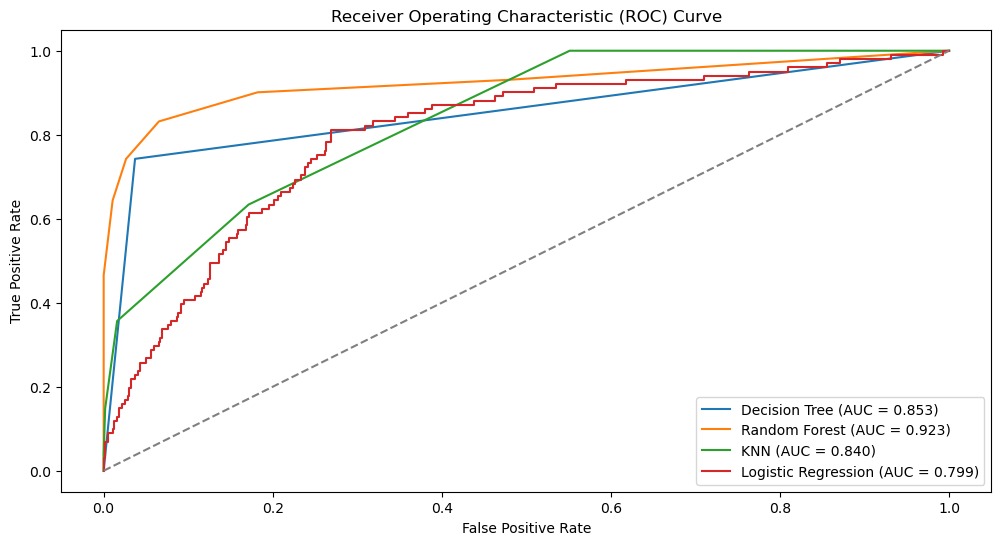 Receiver Operating Characteristic (ROC) Curve
1.0
0.8
0.6
0.4
0.2
0.0
True Positive Rate
Decision Tree (AUC = 0.853)
Random Forest (AUC = 0.923)
KNN (AUC = 0.840)
Logistic Regression (AUC = 0.799)
0.0 0.2 0.4 0.6 0.8 1.0
False Positive Rate